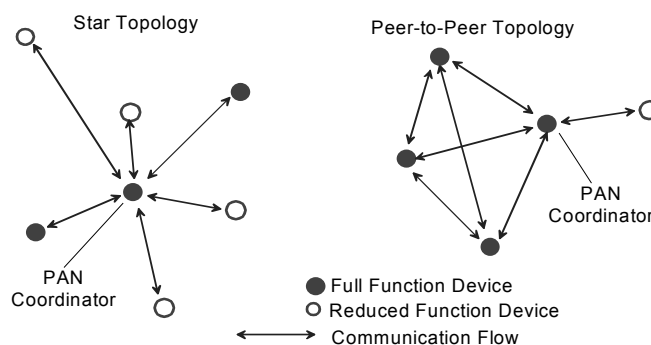 Star Topology
Peer-to-Peer Topology
PAN
Coordinator
PAN
Coordinator
Full Function Device
Reduced Function Device
Communication Flow